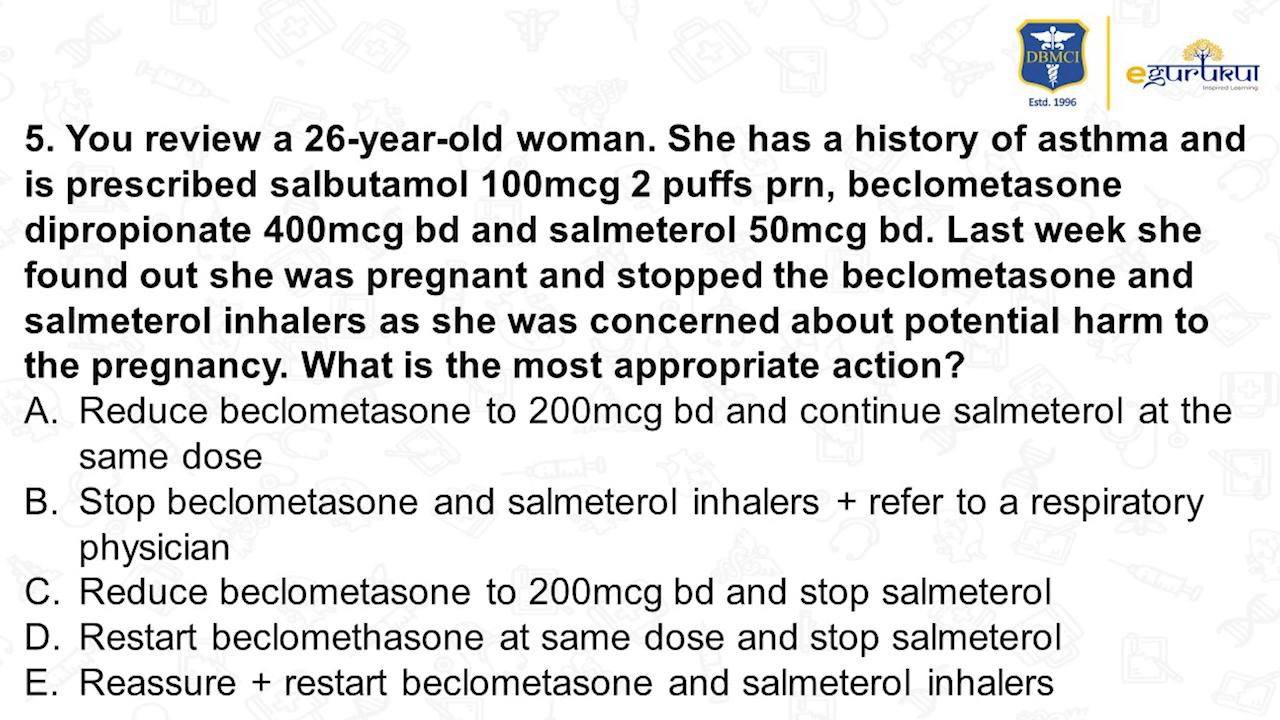 DBMCI
Estd. 1996
egurukul
Inspired Learning
5. You review a 26-year-old woman. She has a history of asthma and
is prescribed salbutamol 100mcg 2 puffs prn, beclometasone
dipropionate 400mcg bd and salmeterol 50mcg bd. Last week she
found out she was pregnant and stopped the beclometasone and
salmeterol inhalers as she was concerned about potential harm to
the pregnancy. What is the most appropriate action?
A. Reduce beclometasone to 200mcg bd and continue salmeterol at the
same dose
B. Stop beclometasone and salmeterol inhalers + refer to a respiratory
physician
C. Reduce beclometasone to 200mcg bd and stop salmeterol
D. Restart beclomethasone at same dose and stop salmeterol
E. Reassure + restart beclometasone and salmeterol inhalers